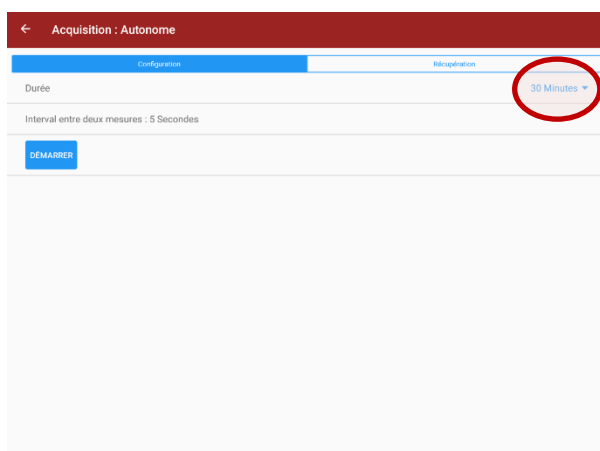 Acquisition : Autonome
Configuration Récupération
Durée 30 Minutes
Interval entre deux mesures : 5 Secondes
DÉMARRER